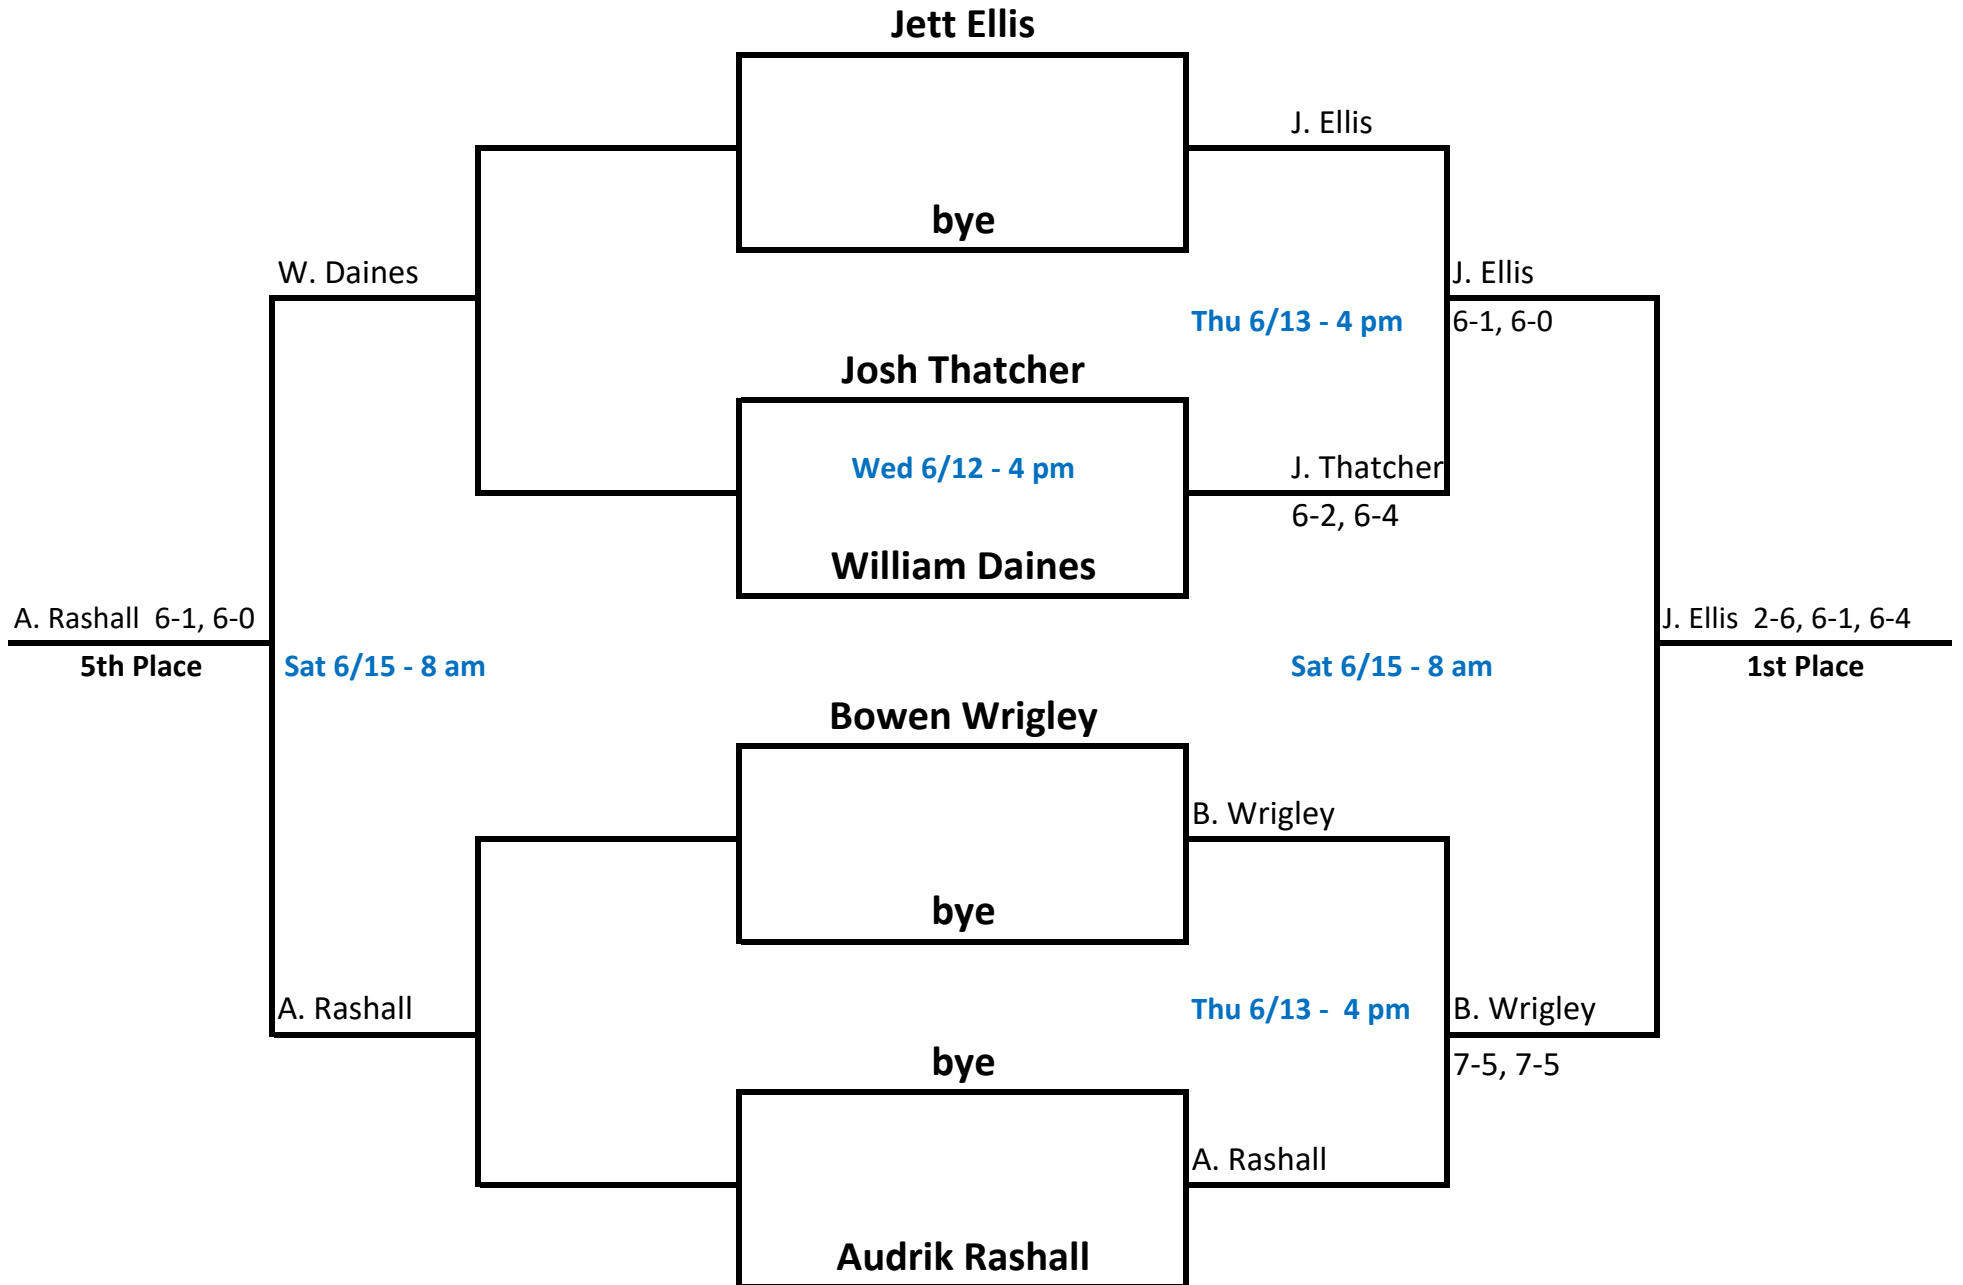 Jett Ellis
J. Ellis
bye
W. Daines
J. Ellis
Thu 6/13 - 4 pm
6-1, 6-0
Josh Thatcher
Wed 6/12 - 4 pm
J. Thatcher
6-2, 6-4
William Daines
A. Rashall  6-1, 6-0
J. Ellis  2-6, 6-1, 6-4
5th Place
Sat 6/15 - 8 am
Sat 6/15 - 8 am
1st Place
Bowen Wrigley
B. Wrigley
bye
A. Rashall
Thu 6/13 -  4 pm
B. Wrigley
bye
7-5, 7-5
A. Rashall
Audrik Rashall